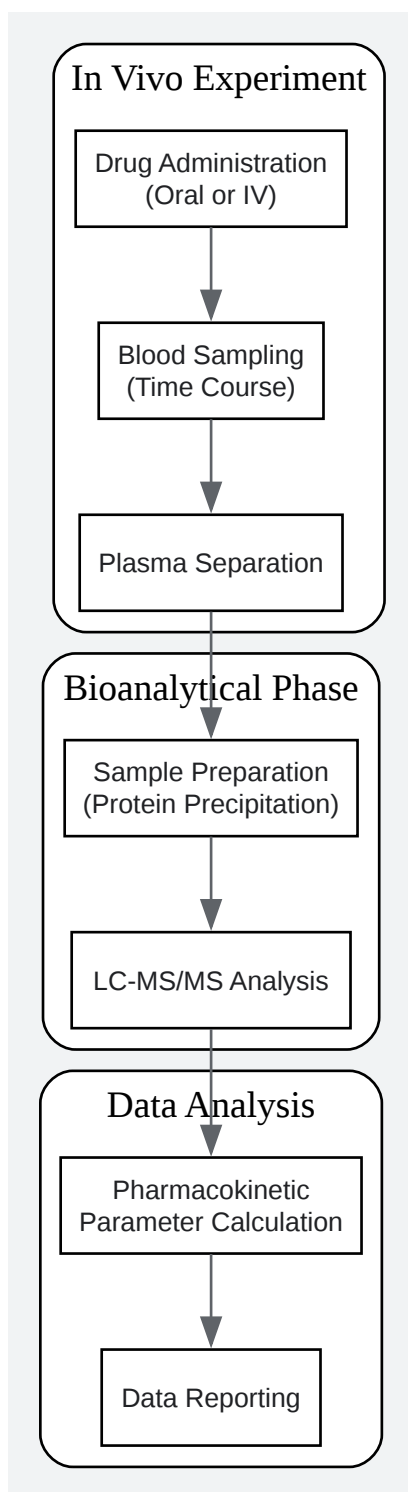 In Vivo Experiment
Drug Administration
(Oral or IV)
Blood Sampling
(Time Course)
Plasma Separation
Bioanalytical Phase
Sample Preparation
(Protein Precipitation)
LC-MS/MS Analysis
Data Analysis
Pharmacokinetic
Parameter Calculation
Data Reporting